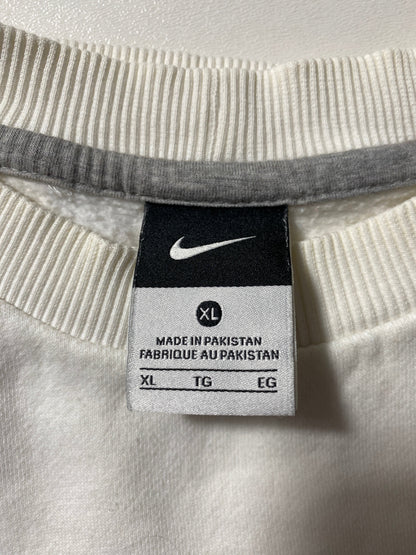 XL
MADE IN PAKISTAN
FABRIQUE AU PAKISTAN
XL TG EG